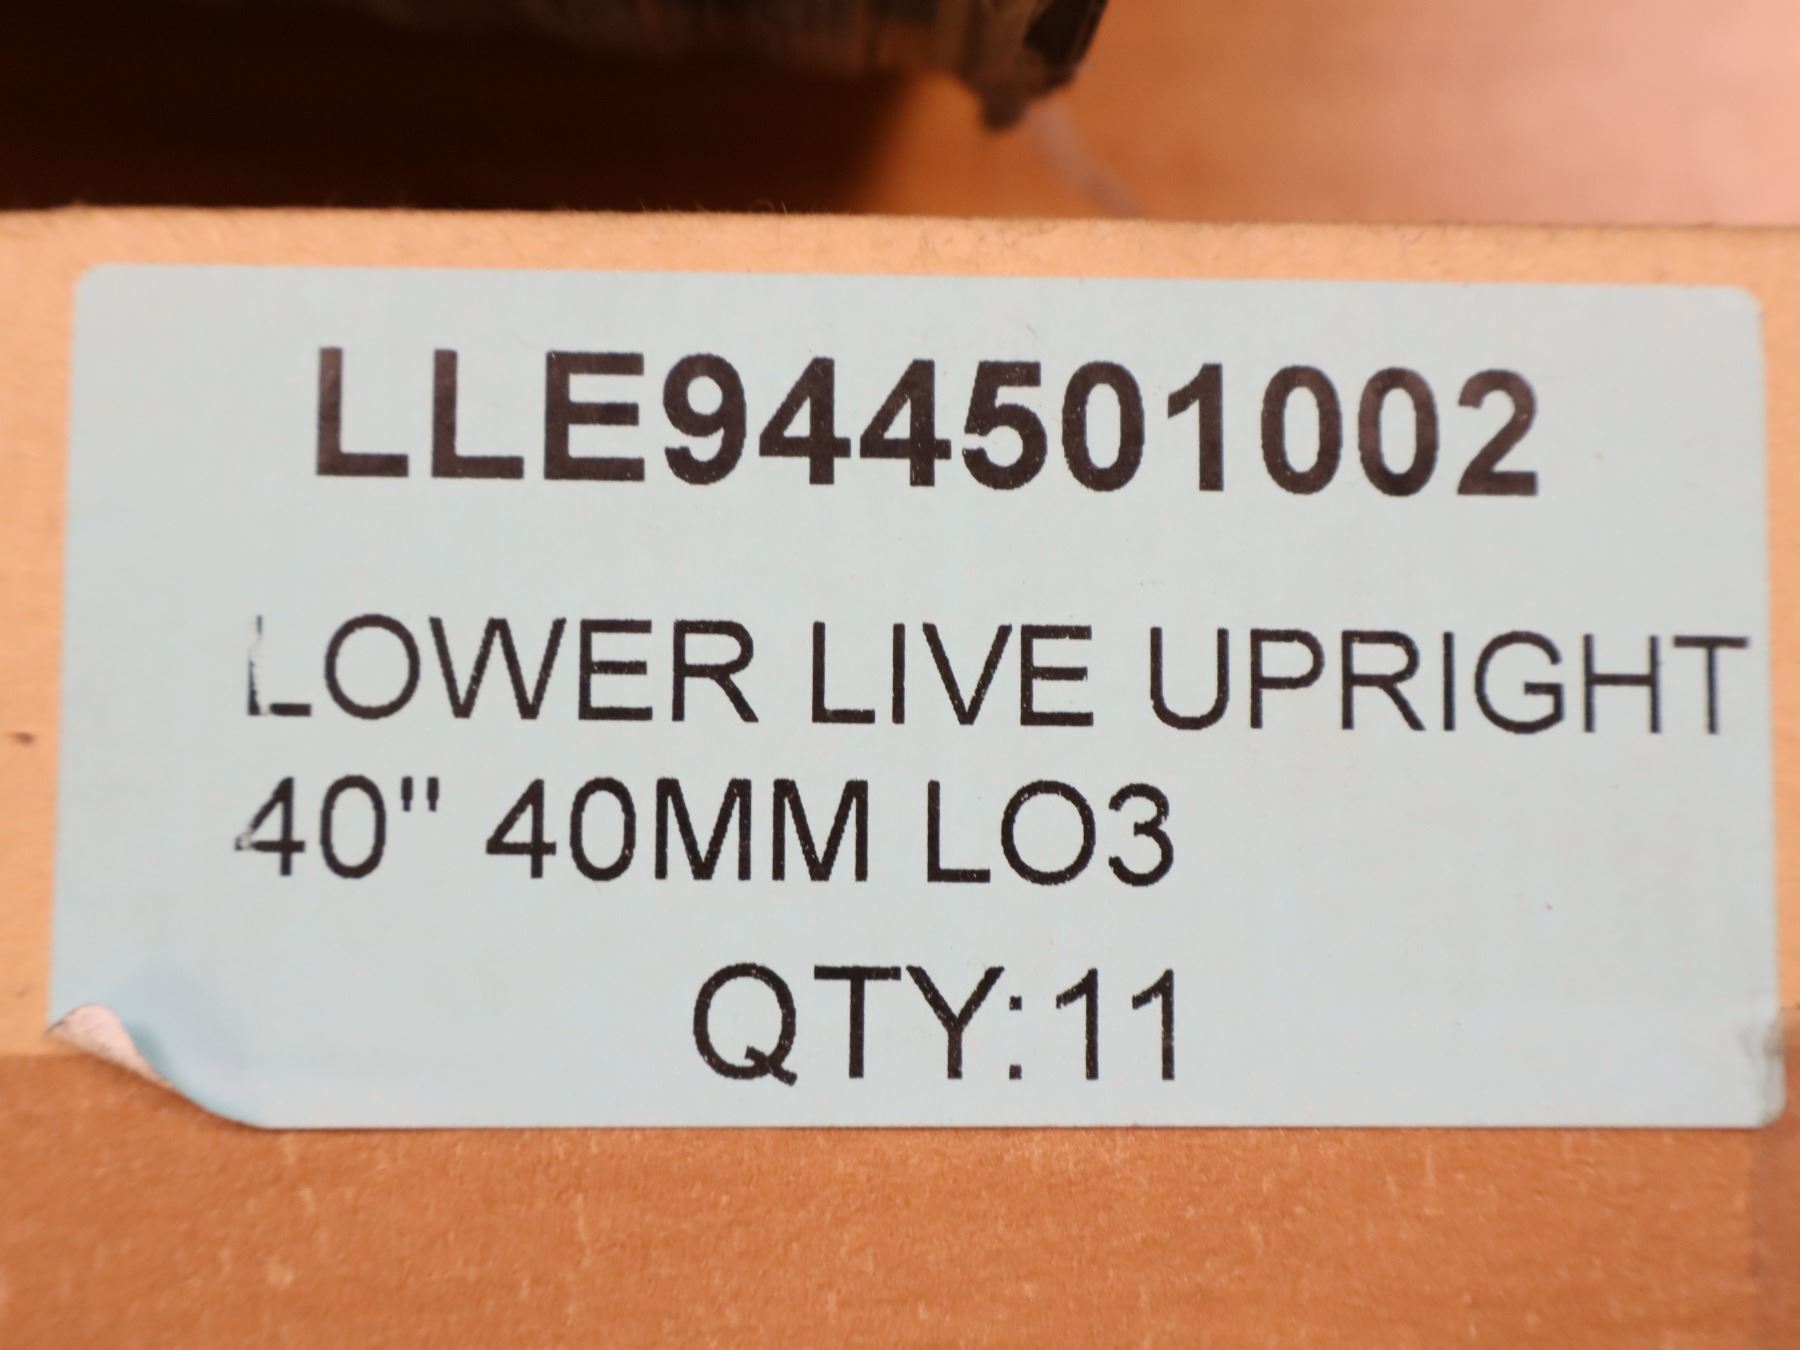 LLE944501002
LOWER LIVE UPRIGHT
40" 40MM LO3
QTY:11